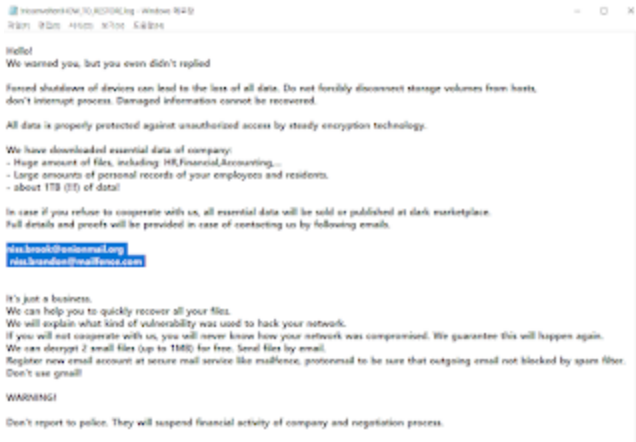 HOW_TO_RESTORE.log - Windows 메모장
Hello!
We warned you, but you even didn't replied
Forced shutdown of devices can lead to the loss of all data. Do not forcibly disconnect storage volumes from hosts,
don't interrupt process. Damaged information cannot be recovered.
All data is properly protected against unauthorized access by steady encryption technology.
We have downloaded essential data of company:
- Huge amount of files, including: HR,Financial,Accounting,...
- Large amounts of personal records of your employees and residents.
- about 1TB (!!!) of data!
In case if you refuse to cooperate with us, all essential data will be sold or published at dark marketplace.
Full details and proofs will be provided in case of contacting us by following emails.
niss.brook@onionmail.org
niss.brandon@mailfence.com
It's just a business.
We can help you to quickly recover all your files.
We will explain what kind of vulnerability was used to hack your network.
If you will not cooperate with us, you will never know how your network was compromised. We guarantee this will happen again.
We can decrypt 2 small files (up to 1MB) for free. Send files by email.
Register new email account at secure mail service like mailfence, protonmail to be sure that outgoing email not blocked by spam filter.
Don't use gmail!
WARNING!
Don't report to police. They will suspend financial activity of company and negotiation process.